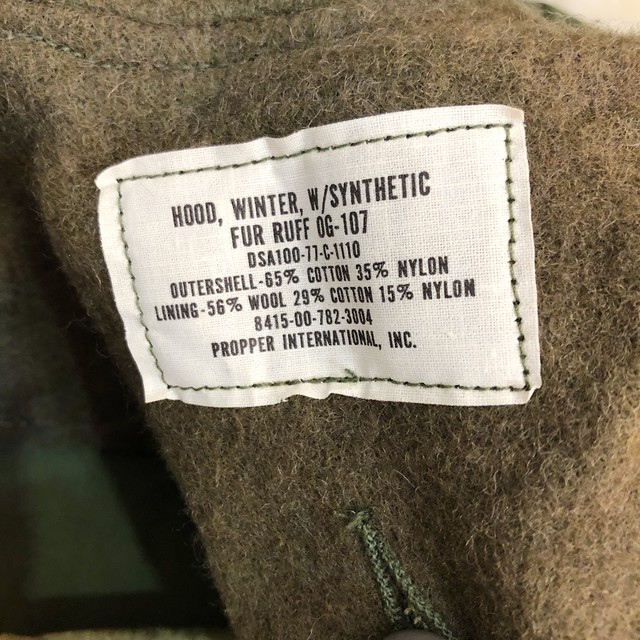 HOOD, WINTER, W/SYNTHETIC
FUR RUFF OG-107
DSA100-77-C-1110
OUTERSHELL-65% COTTON 35% NYLON
LINING-56% WOOL 29% COTTON 15% NYLON
8415-00-782-3004
PROPPER INTERNATIONAL, INC.